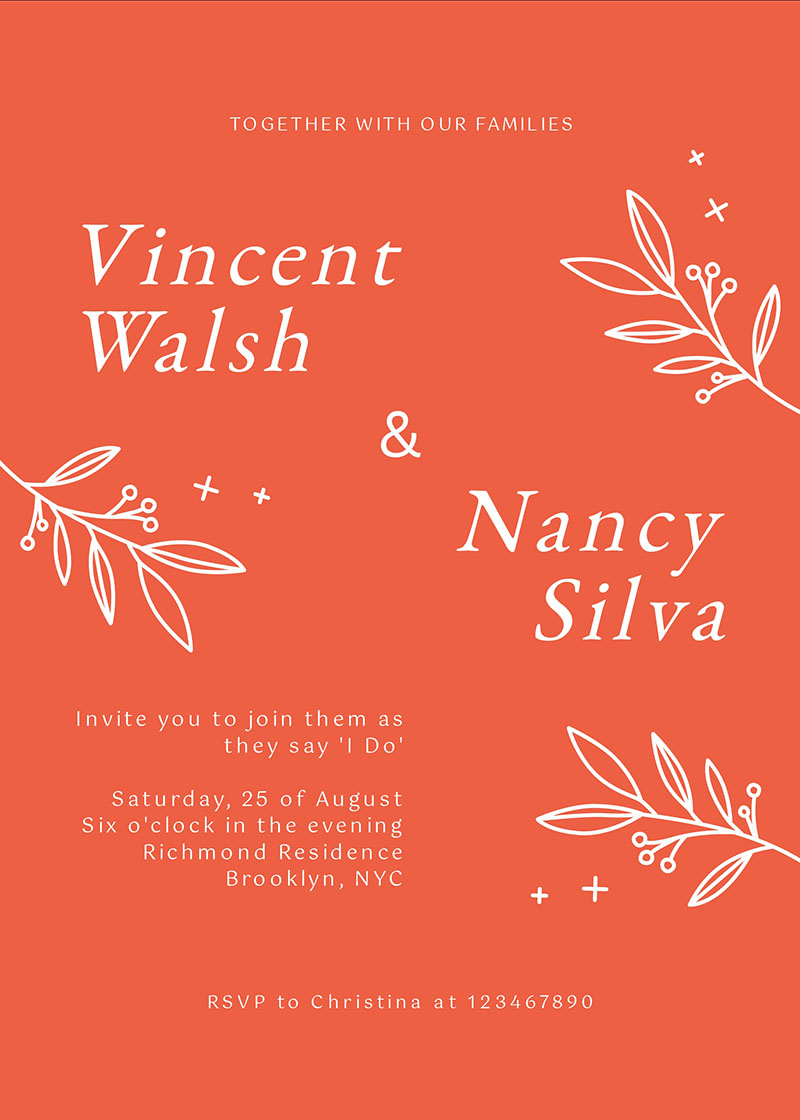 TOGETHER WITH OUR FAMILIES
Vincent
Walsh
&
Nancy
Silva
Invite you to join them as
they say 'I Do'
Saturday, 25 of August
Six o'clock in the evening
Richmond Residence
Brooklyn, NYC
RSVP to Christina at 123467890